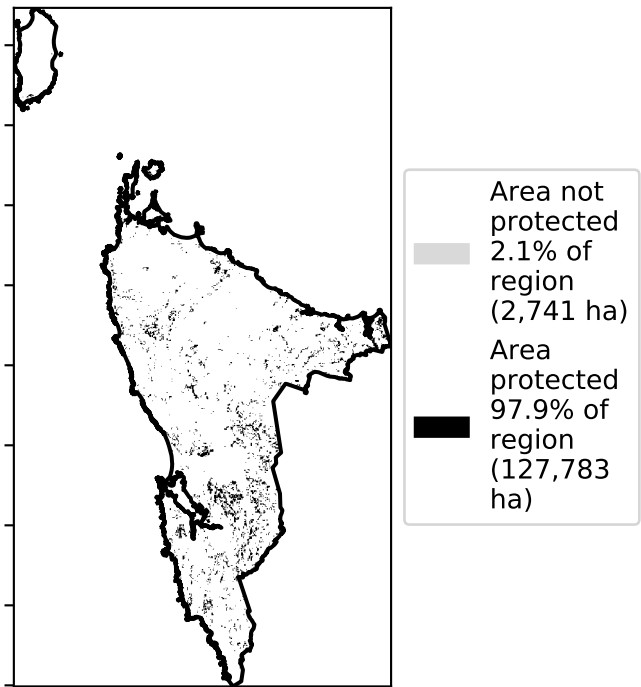 Area not
protected
2.1% of
region
(2,741 ha)
Area
protected
97.9% of
region
(127,783
ha)